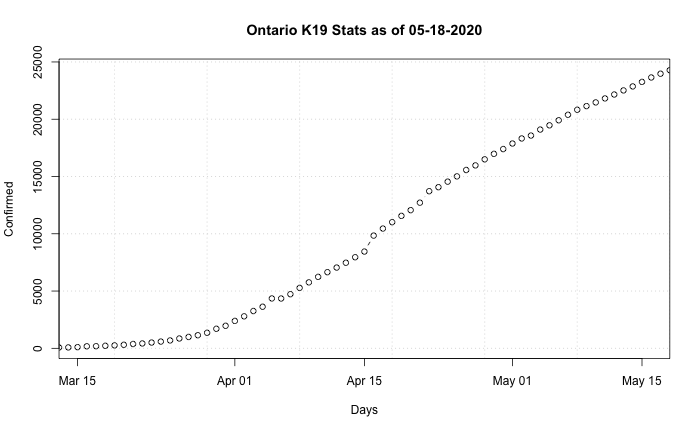 Ontario K19 Stats as of 05-18-2020
Confirmed
25000
20000
15000
10000
5000
0
Mar 15 Apr 01 Apr 15 May 01 May 15
Days